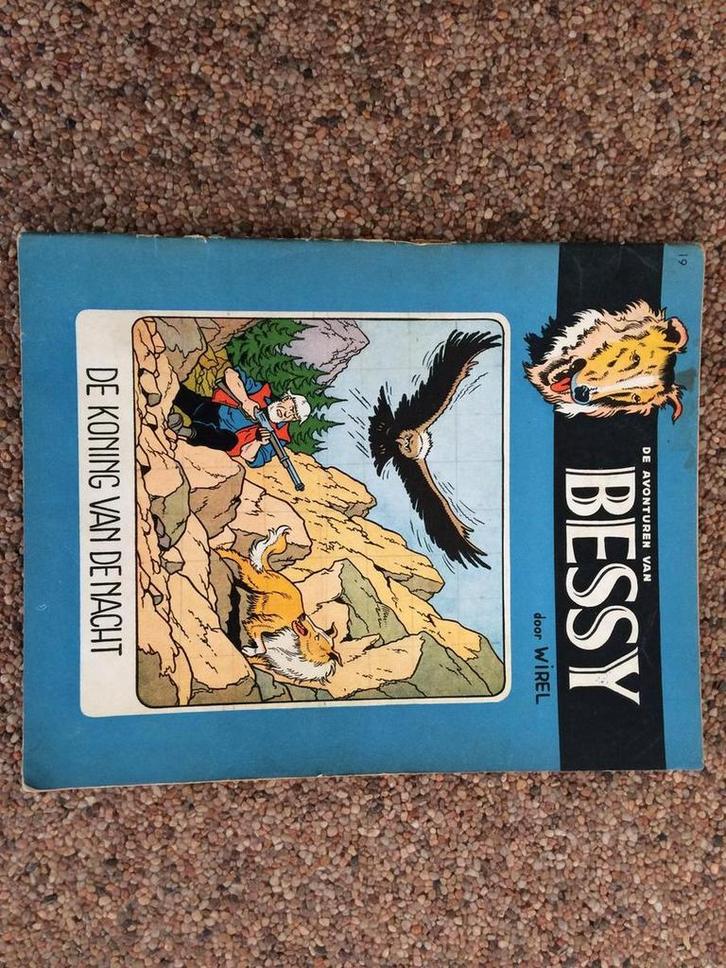 19
DE AVONTUREN VAN
BESSY
door WiREL
DE KONING VAN DE NACHT